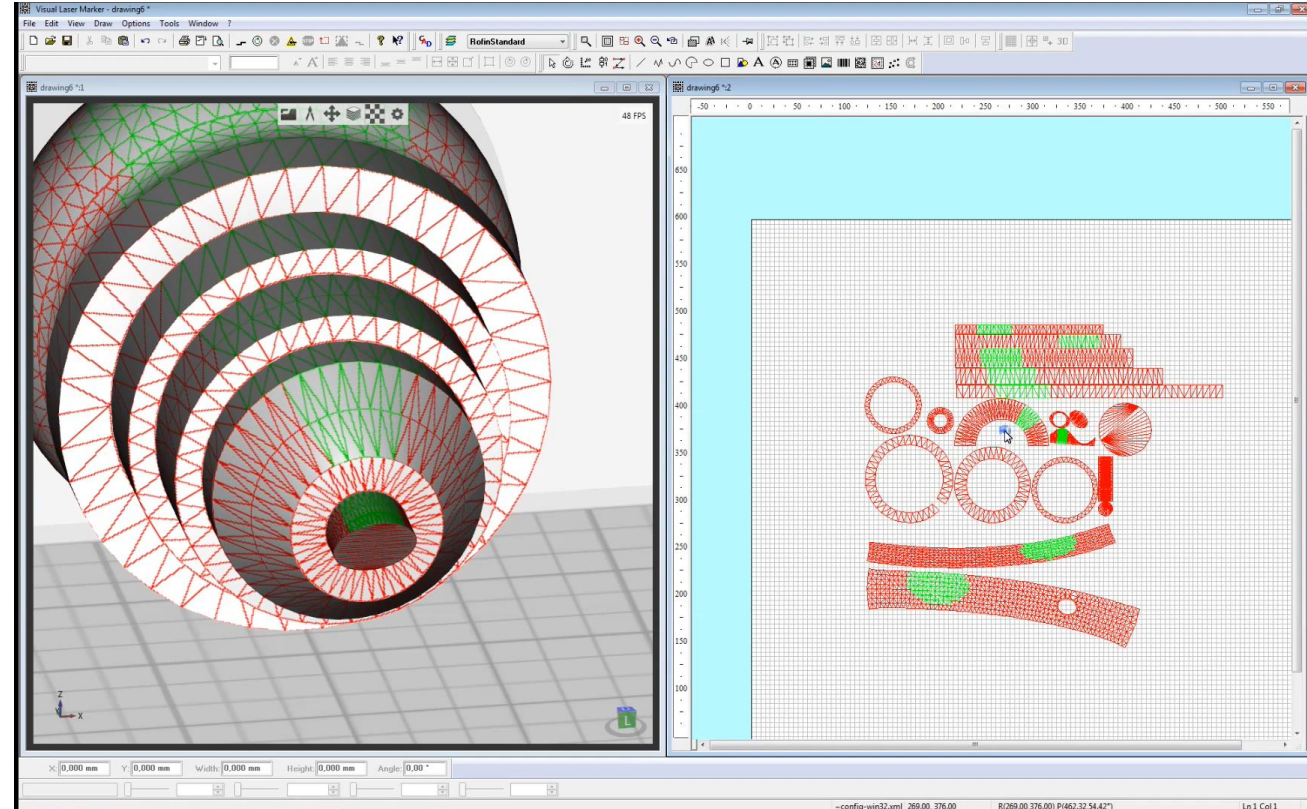 Visual Laser Marker - drawing6 *
File Edit View Draw Options Tools Window ?
RofinStandard
3D
drawing6 *:1
drawing6 *:2
48 FPS
-50 0 50 100 150 200 250 300 350 400 450 500 550
650
600
550
500
450
400
350
300
250
200
150
100
Z
X
L
X: 0,000 mm Y: 0,000 mm Width: 0,000 mm Height: 0,000 mm Angle: 0,00 °
~config-win32.xml 269.00 376.00 R(269.00 376.00) P(462.32 54.42°) Ln 1 Col 1